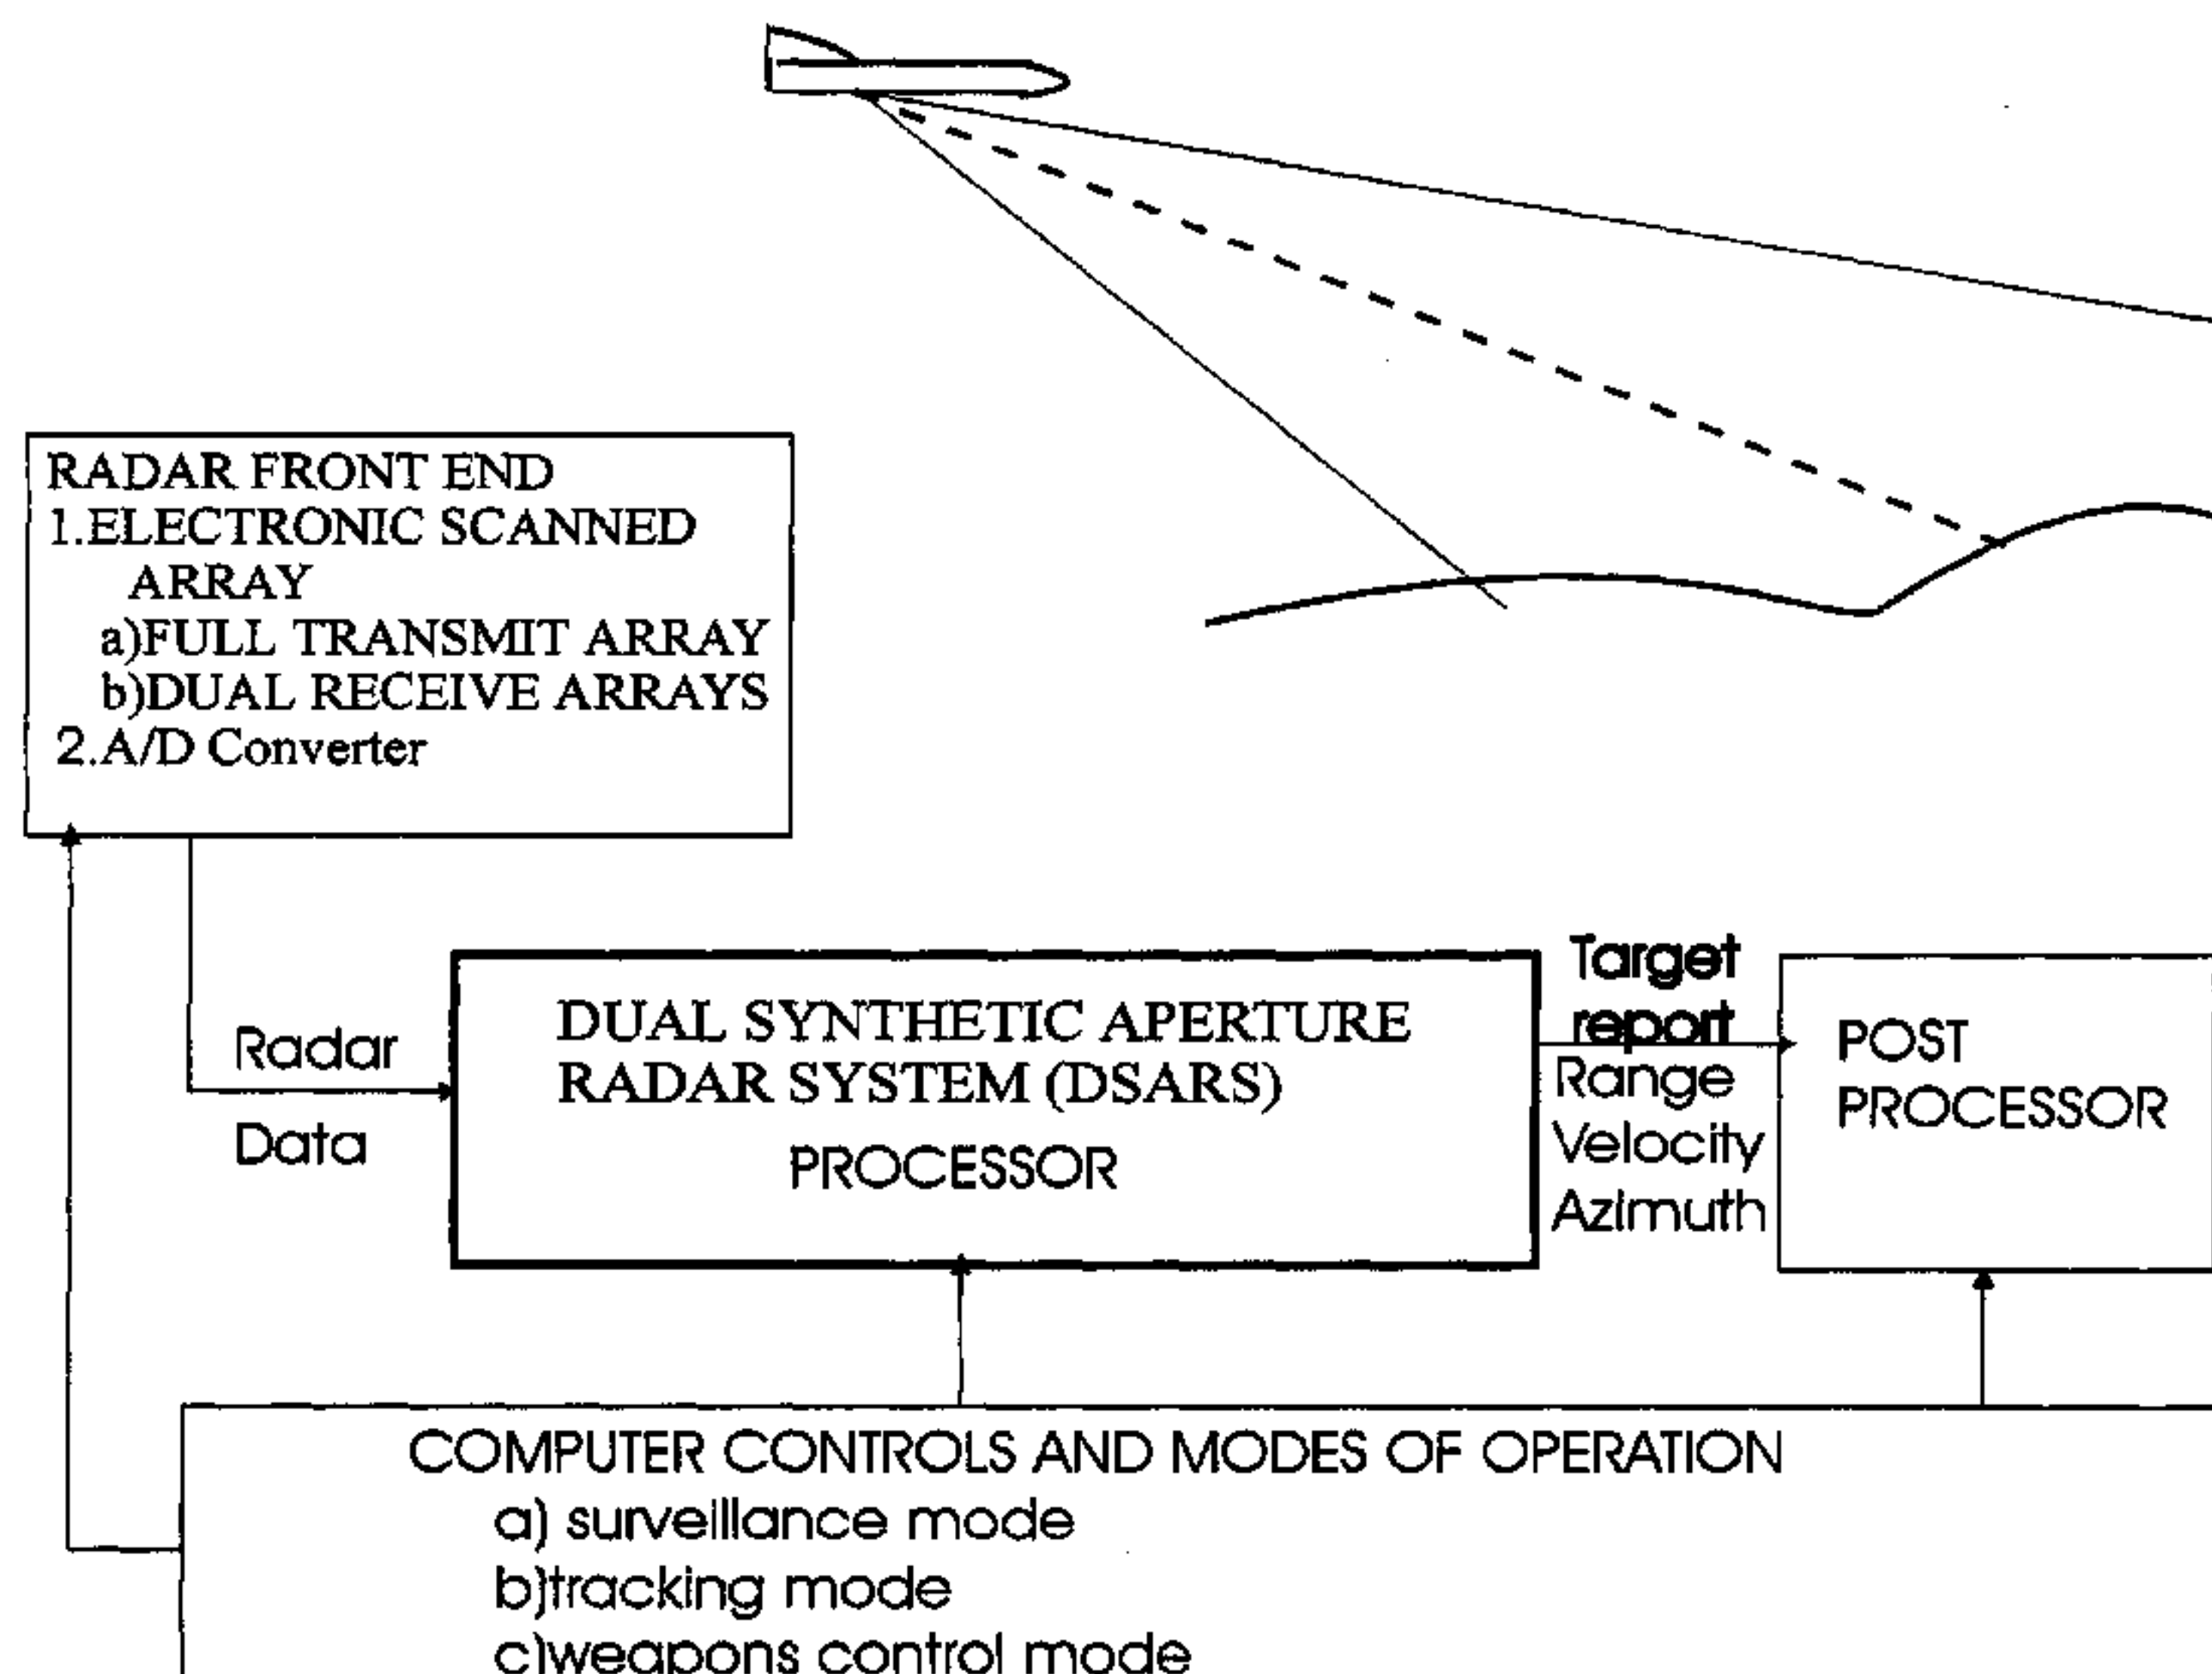 RADAR FRONT END
1.ELECTRONIC SCANNED
ARRAY
a)FULL TRANSMIT ARRAY
b)DUAL RECEIVE ARRAYS
2.A/D Converter
Radar
Data
DUAL SYNTHETIC APERTURE
RADAR SYSTEM (DSARS)
PROCESSOR
Target
report
Range
Velocity
Azimuth
POST
PROCESSOR
COMPUTER CONTROLS AND MODES OF OPERATION
a) surveillance mode
b)tracking mode
c)weapons control mode